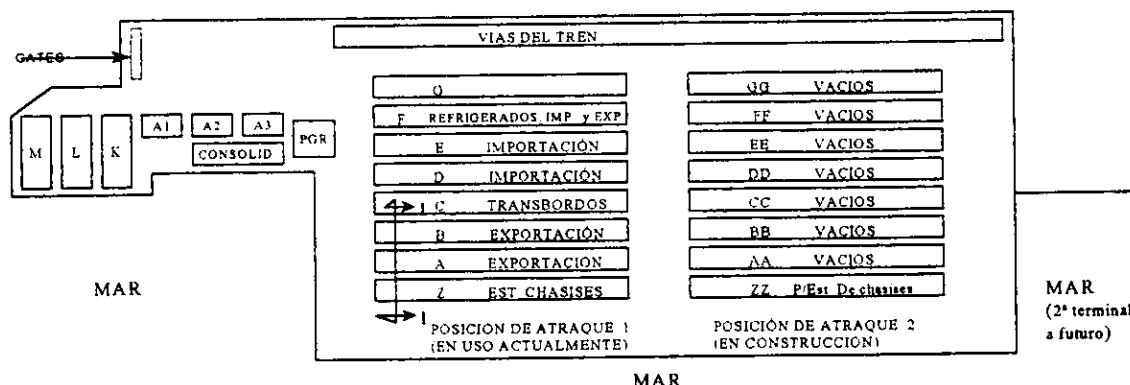 VIAS DEL TREN
GATES
G
GG VACIOS
F REFRIGERADOS, IMP y EXP
FF VACIOS
A1 A2 A3
PGR
M L K
CONSOLID
E IMPORTACIÓN
EE VACIOS
D IMPORTACIÓN
DD VACIOS
I C TRANSBORDOS
CC VACIOS
B EXPORTACIÓN
BB VACIOS
A EXPORTACION
AA VACIOS
Z EST CHASISES
ZZ P/Est De chasises
I
MAR
MAR
(2ª terminal
a futuro)
POSICIÓN DE ATRAQUE 1
(EN USO ACTUALMENTE)
POSICIÓN DE ATRAQUE 2
(EN CONSTRUCCION)
MAR